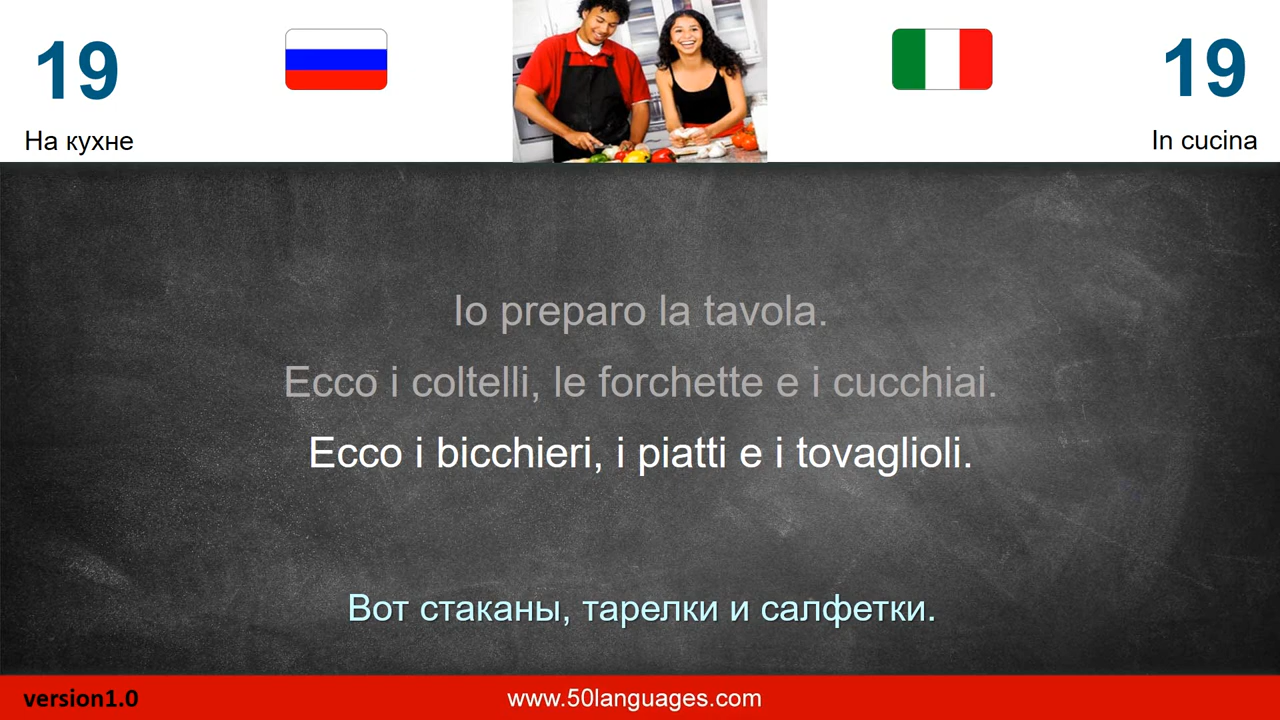 19
19
На кухне
In cucina
Io preparo la tavola.
Ecco i coltelli, le forchette e i cucchiai.
Ecco i bicchieri, i piatti e i tovaglioli.
Вот стаканы, тарелки и салфетки.
version1.0
www.50languages.com